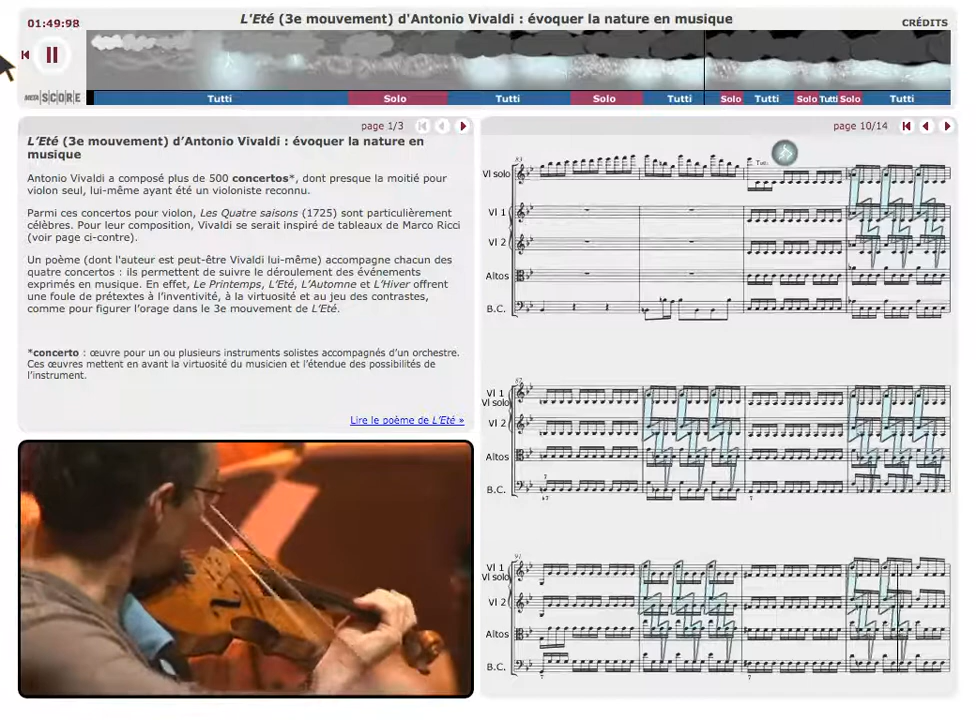 01:49:98
L'Eté (3e mouvement) d'Antonio Vivaldi : évoquer la nature en musique
CRÉDITS
META SCORE
Tutti Solo Tutti Solo Tutti Solo Tutti Solo Tutti Solo Tutti
page 1/3
L'Eté (3e mouvement) d'Antonio Vivaldi : évoquer la nature en
musique
Antonio Vivaldi a composé plus de 500 concertos*, dont presque la moitié pour
violon seul, lui-même ayant été un violoniste reconnu.
Parmi ces concertos pour violon, Les Quatre saisons (1725) sont particulièrement
célèbres. Pour leur composition, Vivaldi se serait inspiré de tableaux de Marco Ricci
(voir page ci-contre).
Un poème (dont l'auteur est peut-être Vivaldi lui-même) accompagne chacun des
quatre concertos : ils permettent de suivre le déroulement des événements
exprimés en musique. En effet, Le Printemps, L'Eté, L'Automne et L'Hiver offrent
une foule de prétextes à l'inventivité, à la virtuosité et au jeu des contrastes,
comme pour figurer l'orage dans le 3e mouvement de L'Eté.
*concerto : œuvre pour un ou plusieurs instruments solistes accompagnés d'un orchestre.
Ces œuvres mettent en avant la virtuosité du musicien et l'étendue des possibilités de
l'instrument.
Lire le poème de L'Eté »
page 10/14
83
Vl solo
Vl 1
Vl 2
Altos
B.C.
87
Vl 1
Vl solo
Vl 2
Altos
B.C.
91
Vl 1
Vl solo
Vl 2
Altos
B.C.